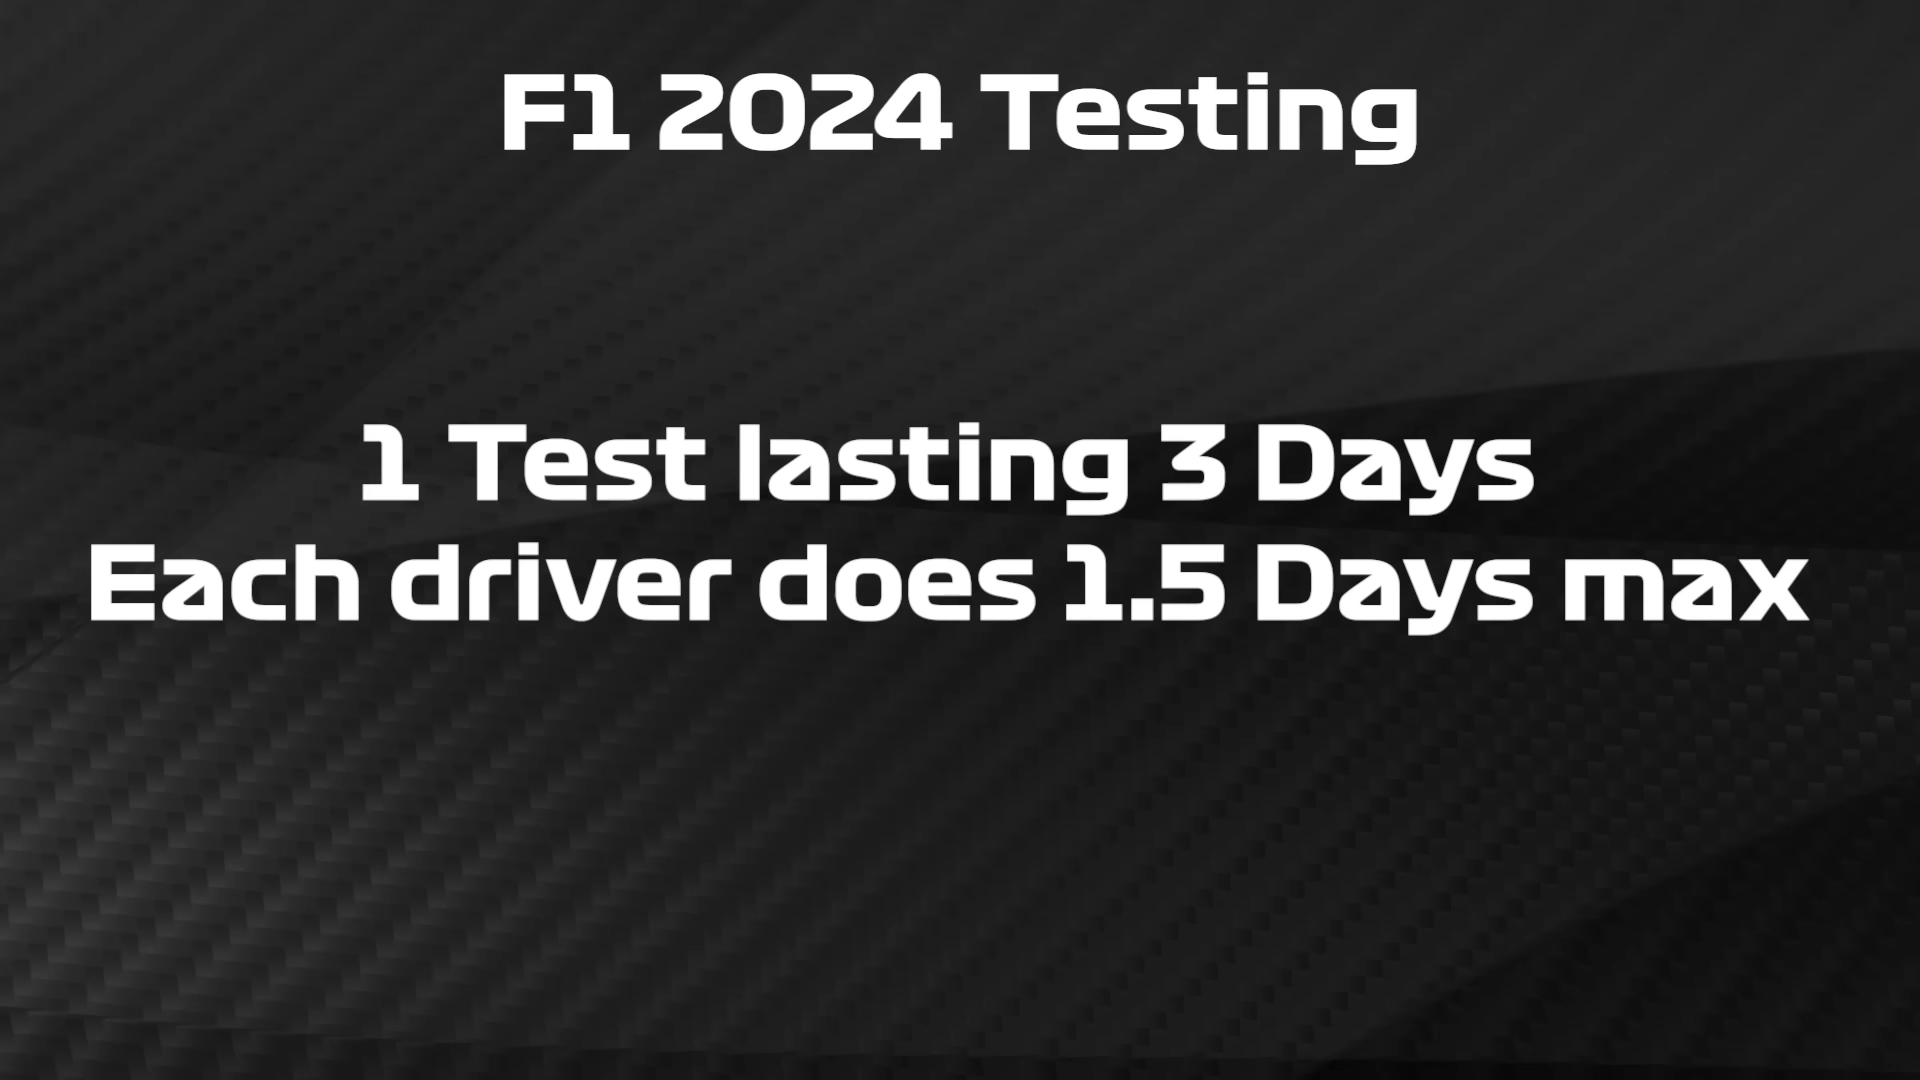 F1 2024 Testing
1 Test lasting 3 Days
Each driver does 1.5 Days max